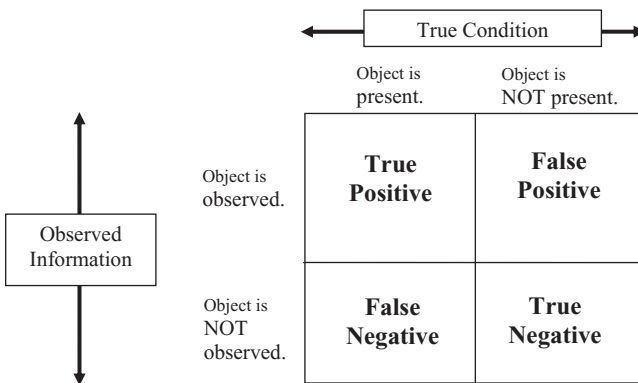 True Condition
Object is
present.
Object is
NOT present.
Object is
observed.
True
Positive
False
Positive
Observed
Information
Object is
NOT
observed.
False
Negative
True
Negative